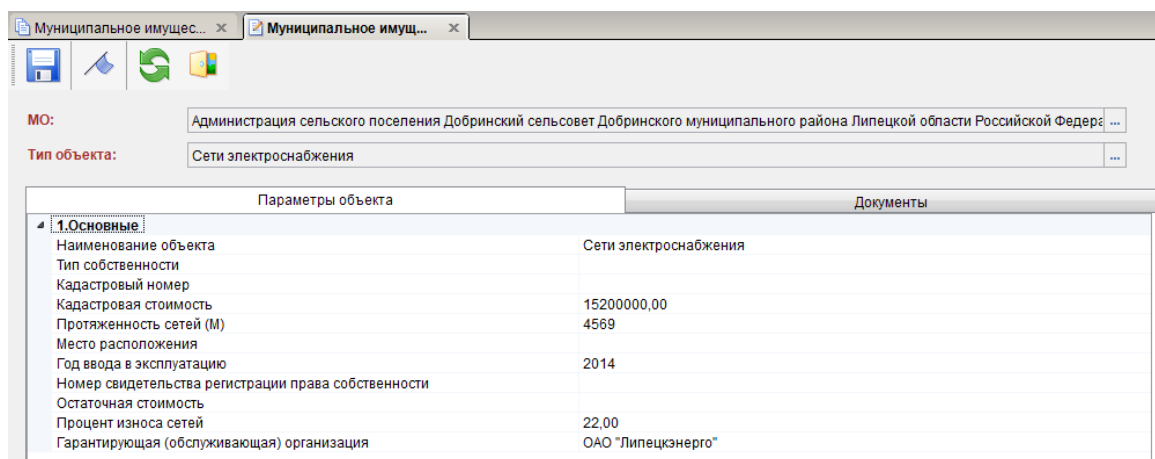 Муниципальное имущес... Муниципальное имущ...
МО: Администрация сельского поселения Добринский сельсовет Добринского муниципального района Липецкой области Российской Федера ...
Тип объекта: Сети электроснабжения ...
Параметры объекта Документы
1.Основные
Наименование объекта Сети электроснабжения
Тип собственности
Кадастровый номер
Кадастровая стоимость 15200000,00
Протяженность сетей (М) 4569
Место расположения
Год ввода в эксплуатацию 2014
Номер свидетельства регистрации права собственности
Остаточная стоимость
Процент износа сетей 22,00
Гарантирующая (обслуживающая) организация ОАО "Липецкэнерго"